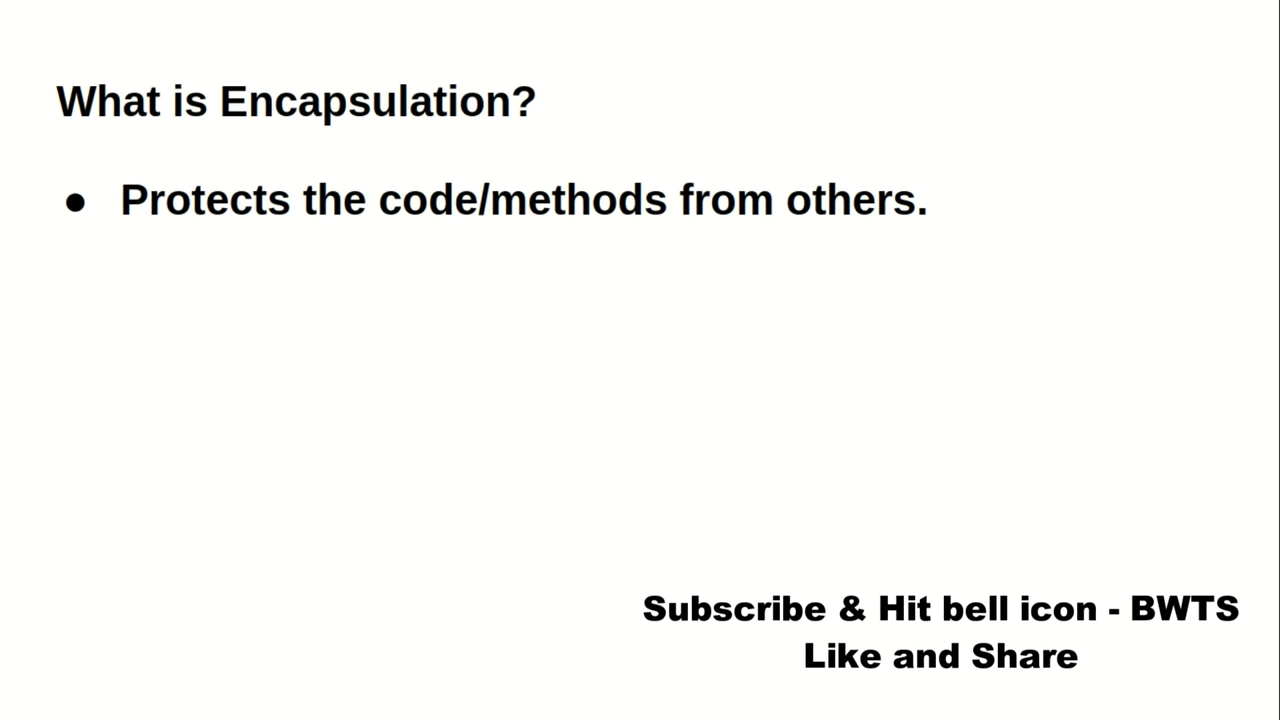 What is Encapsulation?
● Protects the code/methods from others.
Subscribe & Hit bell icon - BWTS
Like and Share